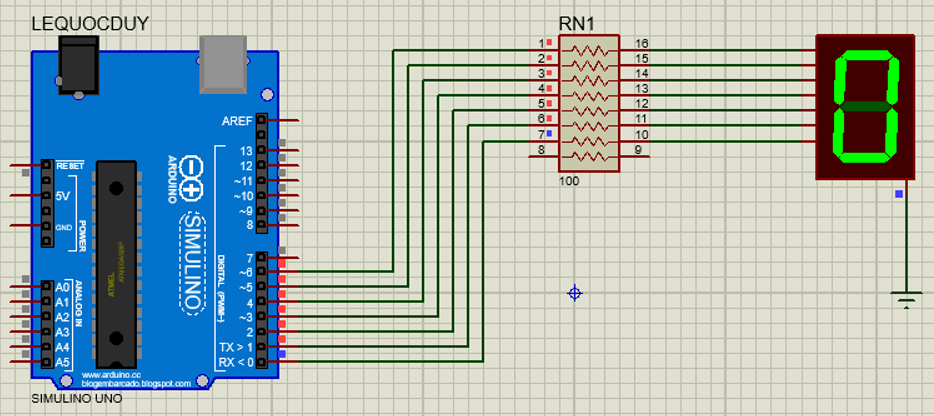 LEQUOCDUY
RN1
1
2
3
4
5
6
7
8
16
15
14
13
12
11
10
9
100
AREF
13
12
~11
~10
~9
8
7
~6
~5
4
~3
2
TX > 1
RX < 0
RESET
5V
GND
POWER
A0
A1
A2
A3
A4
A5
ANALOG IN
ATMEL
ARDUINO
SIMULINO
DIGITAL (PWM~)
www.arduino.cc
blogembarcado.blogspot.com
SIMULINO UNO
0